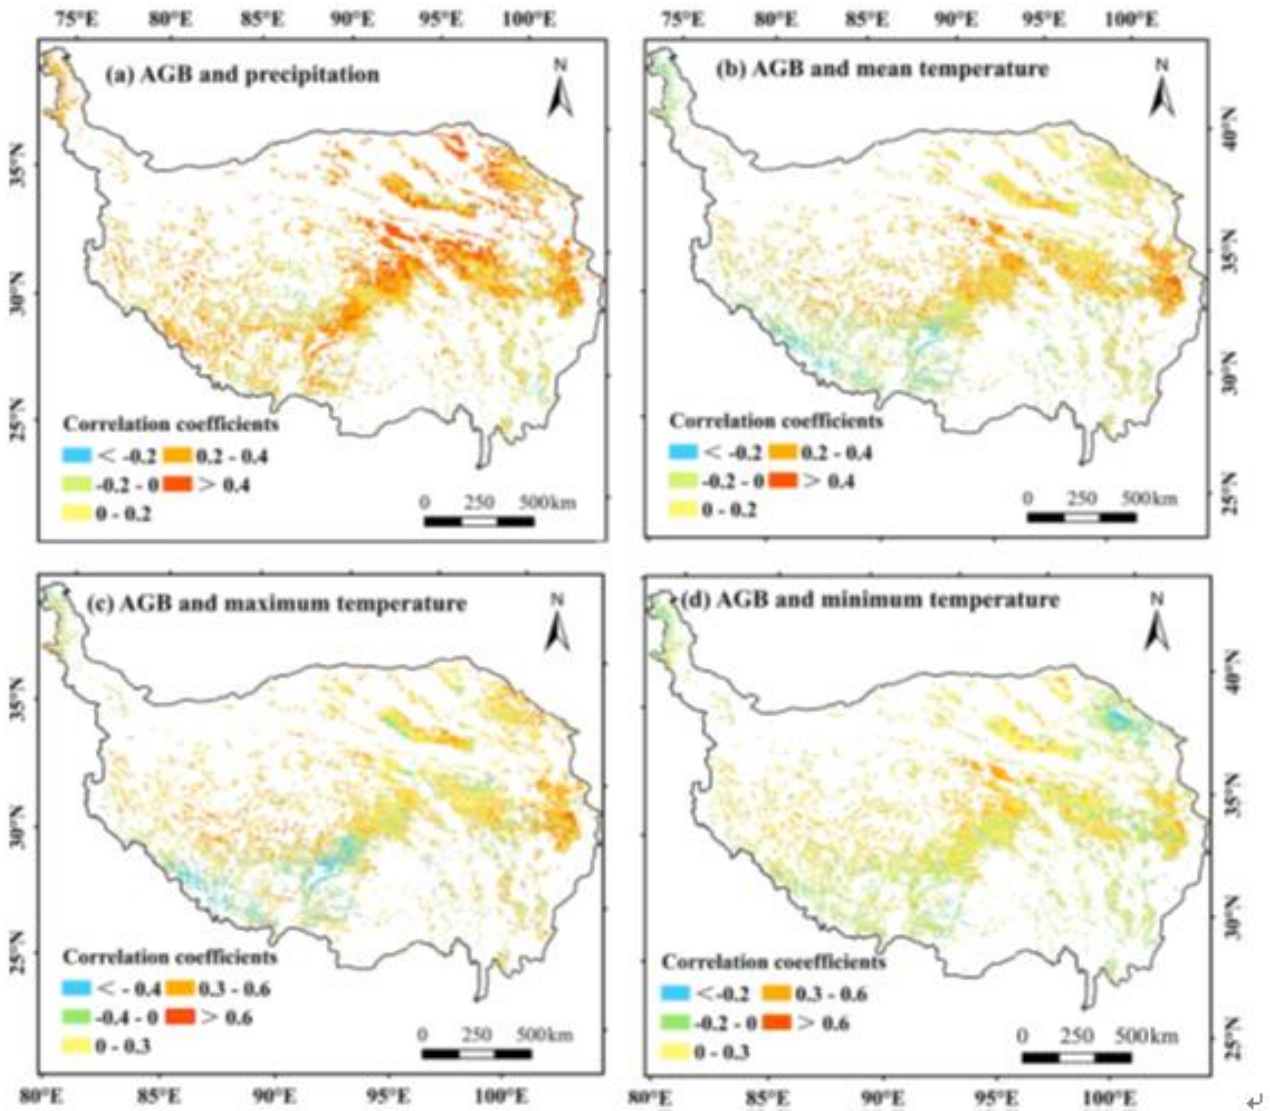 75°E 80°E 85°E 90°E 95°E 100°E 75°E 80°E 85°E 90°E 95°E 100°E
(a) AGB and precipitation
N
35°N
30°N
25°N
Correlation coefficients
< -0.2 0.2 - 0.4
-0.2 - 0 > 0.4
0 - 0.2
0 250 500km
(b) AGB and mean temperature
N
40°N
35°N
30°N
25°N
Correlation coefficients
< -0.2 0.2 - 0.4
-0.2 - 0 > 0.4
0 - 0.2
0 250 500km
(c) AGB and maximum temperature
N
35°N
30°N
25°N
Correlation coefficients
< - 0.4 0.3 - 0.6
-0.4 - 0 > 0.6
0 - 0.3
0 250 500km
(d) AGB and minimum temperature
N
40°N
35°N
30°N
25°N
Correlation coeefficients
<-0.2 0.3 - 0.6
-0.2 - 0 > 0.6
0 - 0.3
0 250 500km
80°E 85°E 90°E 95°E 100°E 80°E 85°E 90°E 95°E 100°E